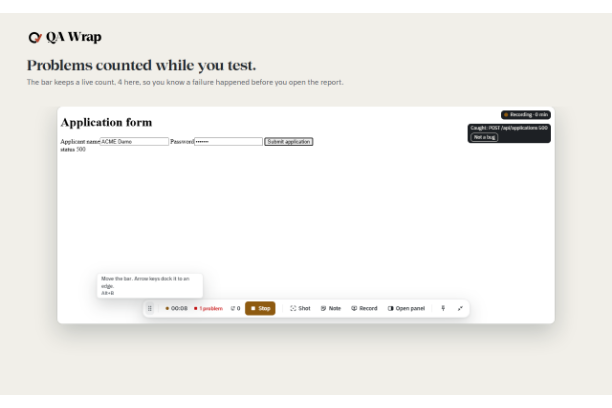 QA Wrap
Problems counted while you test.
The bar keeps a live count, 4 here, so you know a failure happened before you open the report.
Recording · 0 min
Application form
Caught: POST /api/applications 500
Not a bug
Applicant name ACME Demo Password ••••••• Submit application
status 500
Move the bar. Arrow keys dock it to an
edge.
Alt+B
00:08 1 problem 0 Stop Shot Note Record Open panel